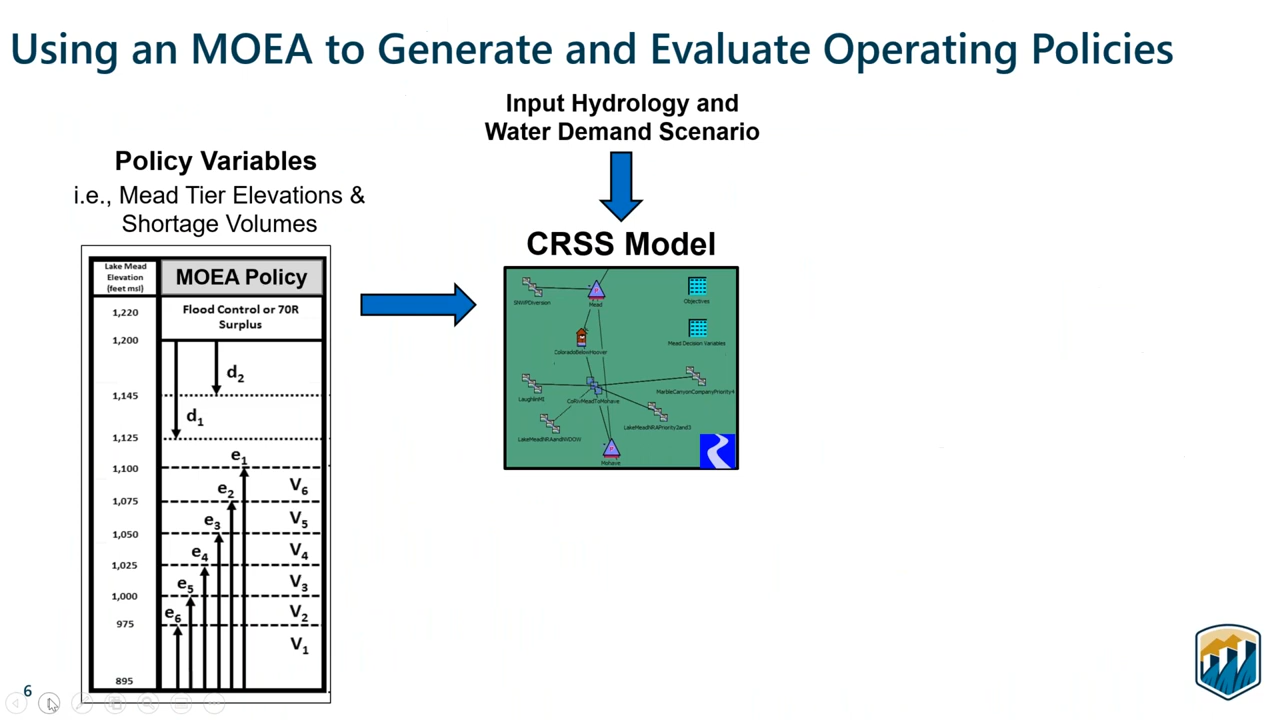 Using an MOEA to Generate and Evaluate Operating Policies
Input Hydrology and
Water Demand Scenario
Policy Variables
i.e., Mead Tier Elevations &
Shortage Volumes
Lake Mead
Elevation
(feet msl)
MOEA Policy
1,220
Flood Control or 70R
Surplus
1,200
d2
1,145
d1
1,125
e1
1,100
e2
V6
1,075
e3
V5
1,050
e4
V4
1,025
e5
V3
1,000
e6
V2
975
V1
895
CRSS Model
SNWPDiversion
Mead
Objectives
ColoradoBelowHoover
Mead Decision Variables
LaughlinMI
CoRivMeadToMohave
MarbleCanyonCompanyPriority4
LakeMeadNRAandNVDOW
LakeMeadNRAPriority2and3
Mohave
6